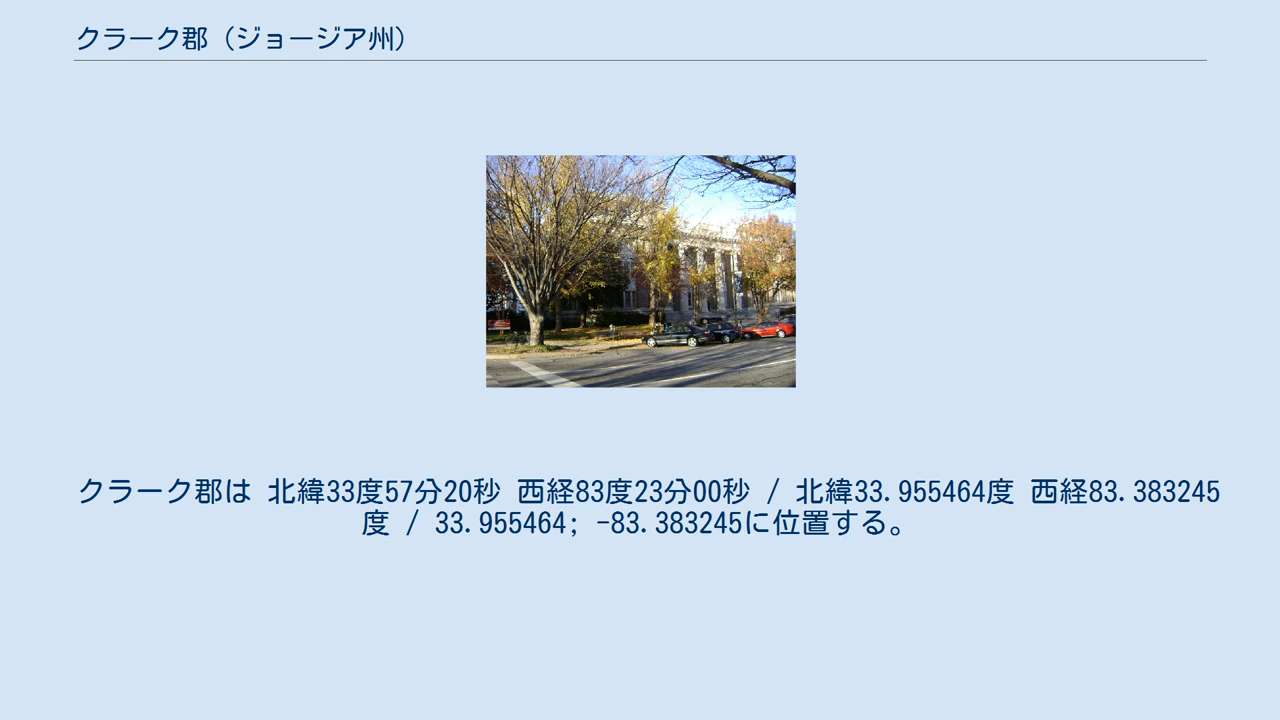 クラーク郡（ジョージア州）
クラーク郡は 北緯33度57分20秒 西経83度23分00秒 / 北緯33.955464度 西経83.383245
度 / 33.955464; -83.383245に位置する。